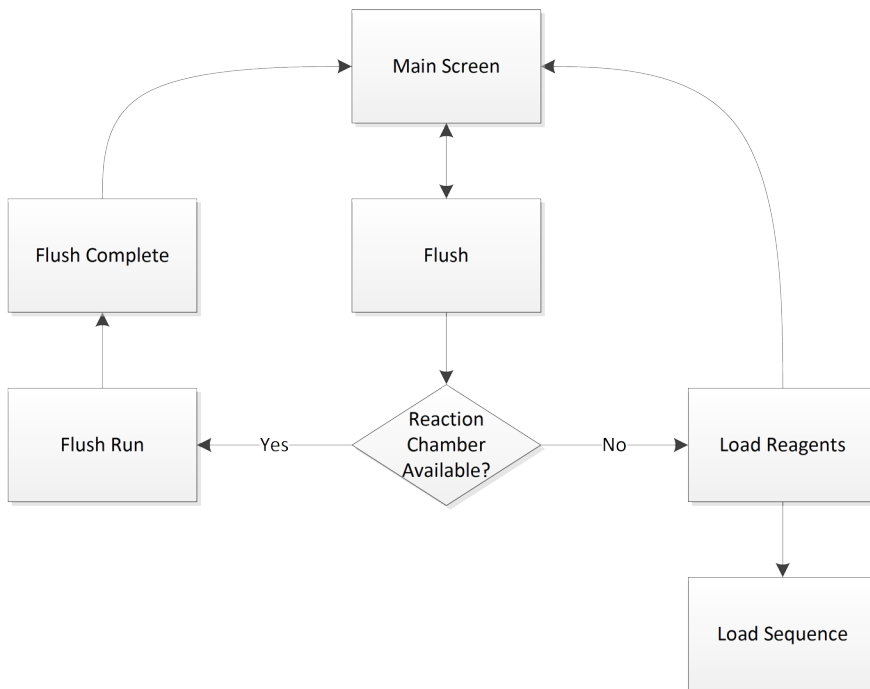 Main Screen
Flush Complete
Flush
Flush Run
Yes
Reaction
Chamber
Available?
No
Load Reagents
Load Sequence